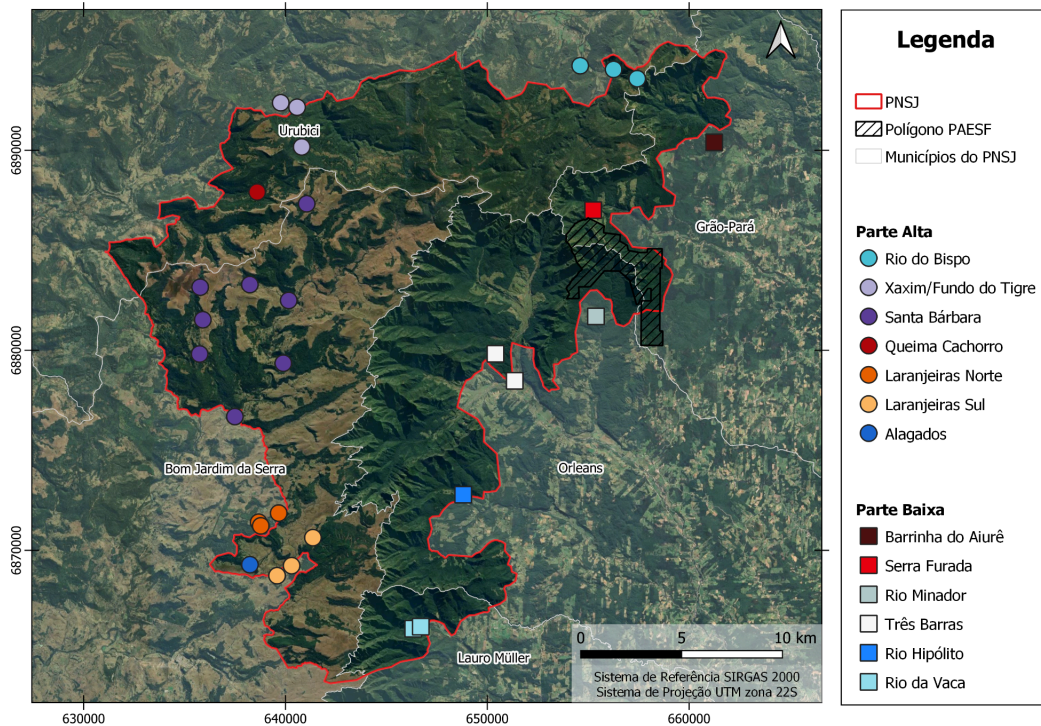 Urubici
Grão-Pará
Bom Jardim da Serra
Orleans
Lauro Müller
0 5 10 km
Sistema de Referência SIRGAS 2000
Sistema de Projeção UTM zona 22S
6890000
6880000
6870000
630000 640000 650000 660000
Legenda
PNSJ
Polígono PAESF
Municípios do PNSJ
Parte Alta
Rio do Bispo
Xaxim/Fundo do Tigre
Santa Bárbara
Queima Cachorro
Laranjeiras Norte
Laranjeiras Sul
Alagados
Parte Baixa
Barrinha do Aiurê
Serra Furada
Rio Minador
Três Barras
Rio Hipólito
Rio da Vaca